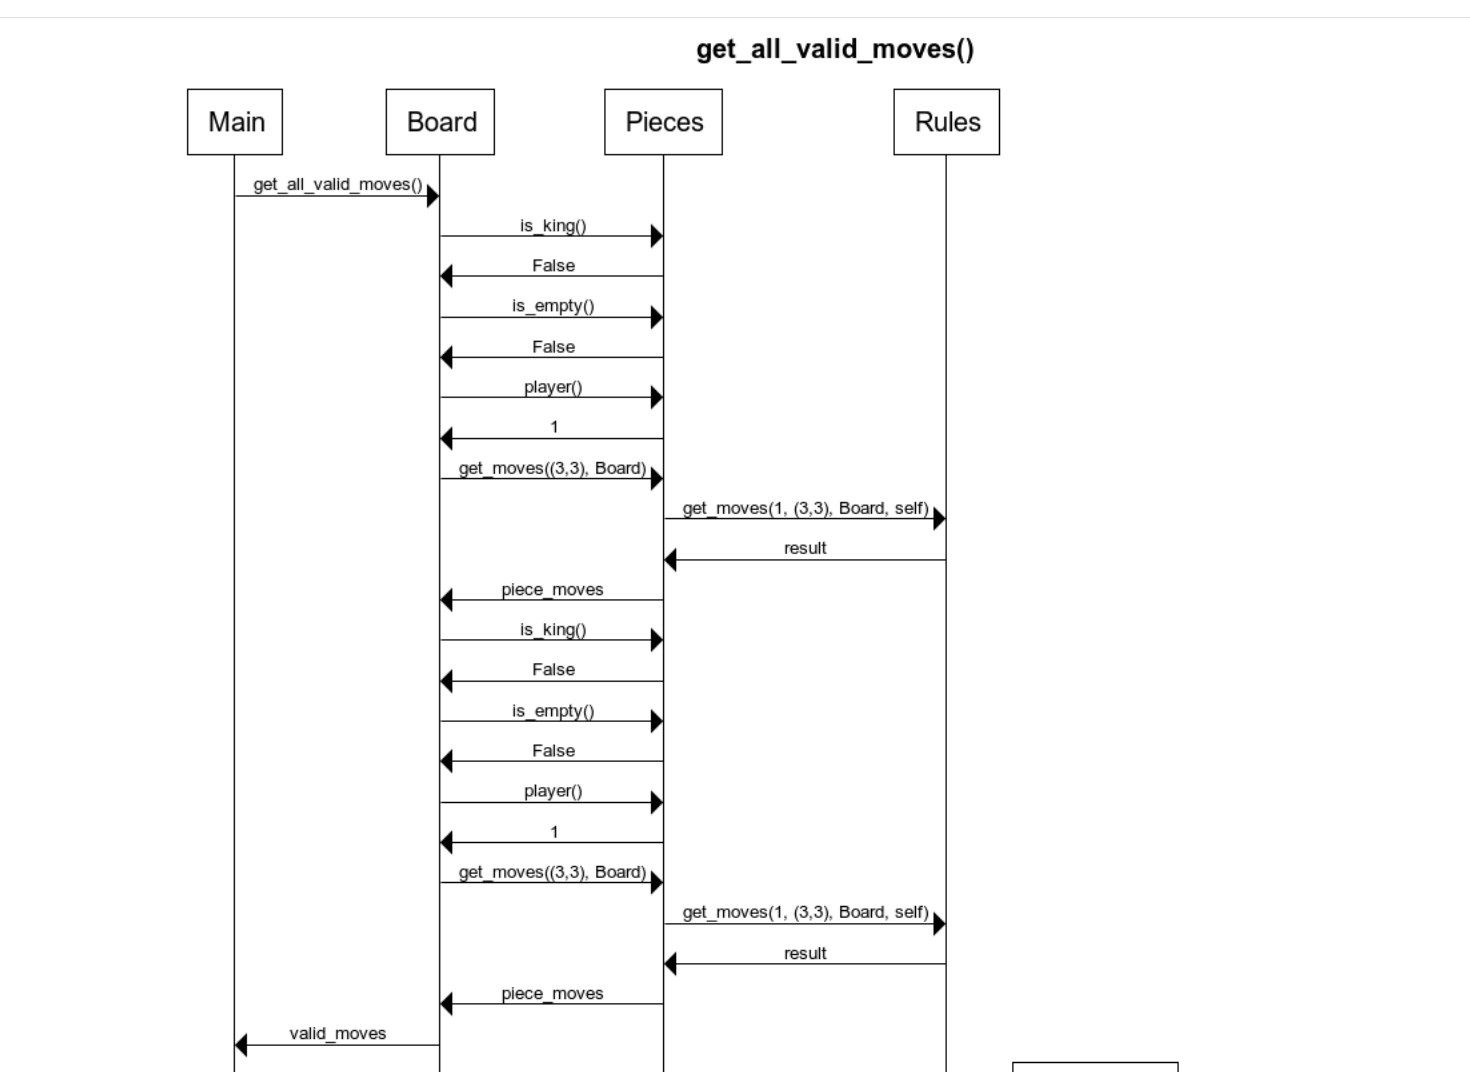 get_all_valid_moves()
Main
Board
Pieces
Rules
get_all_valid_moves()
is_king()
False
is_empty()
False
player()
1
get_moves((3,3), Board)
get_moves(1, (3,3), Board, self)
result
piece_moves
is_king()
False
is_empty()
False
player()
1
get_moves((3,3), Board)
get_moves(1, (3,3), Board, self)
result
piece_moves
valid_moves